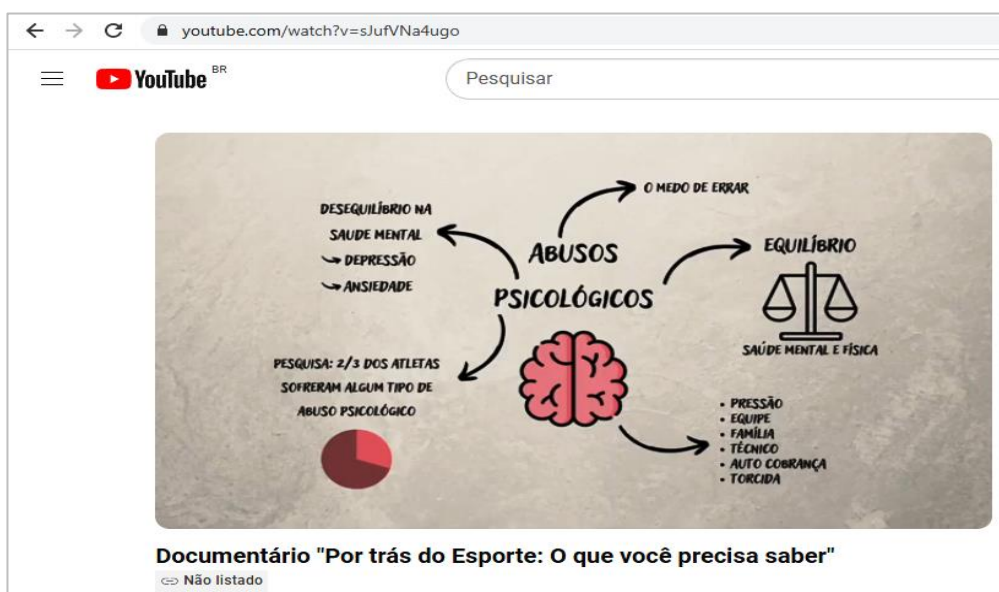 youtube.com/watch?v=sJufVNa4ugo
YouTube BR
Pesquisar
O MEDO DE ERRAR
DESEQUILÍBRIO NA
SAUDE MENTAL
DEPRESSÃO
ANSIEDADE
ABUSOS
PSICOLÓGICOS
EQUILÍBRIO
SAÚDE MENTAL E FÍSICA
PESQUISA: 2/3 DOS ATLETAS
SOFRERAM ALGUM TIPO DE
ABUSO PSICOLÓGICO
• PRESSÃO
• EQUIPE
• FAMÍLIA
• TÉCNICO
• AUTO COBRANÇA
• TORCIDA
Documentário "Por trás do Esporte: O que você precisa saber"
Não listado